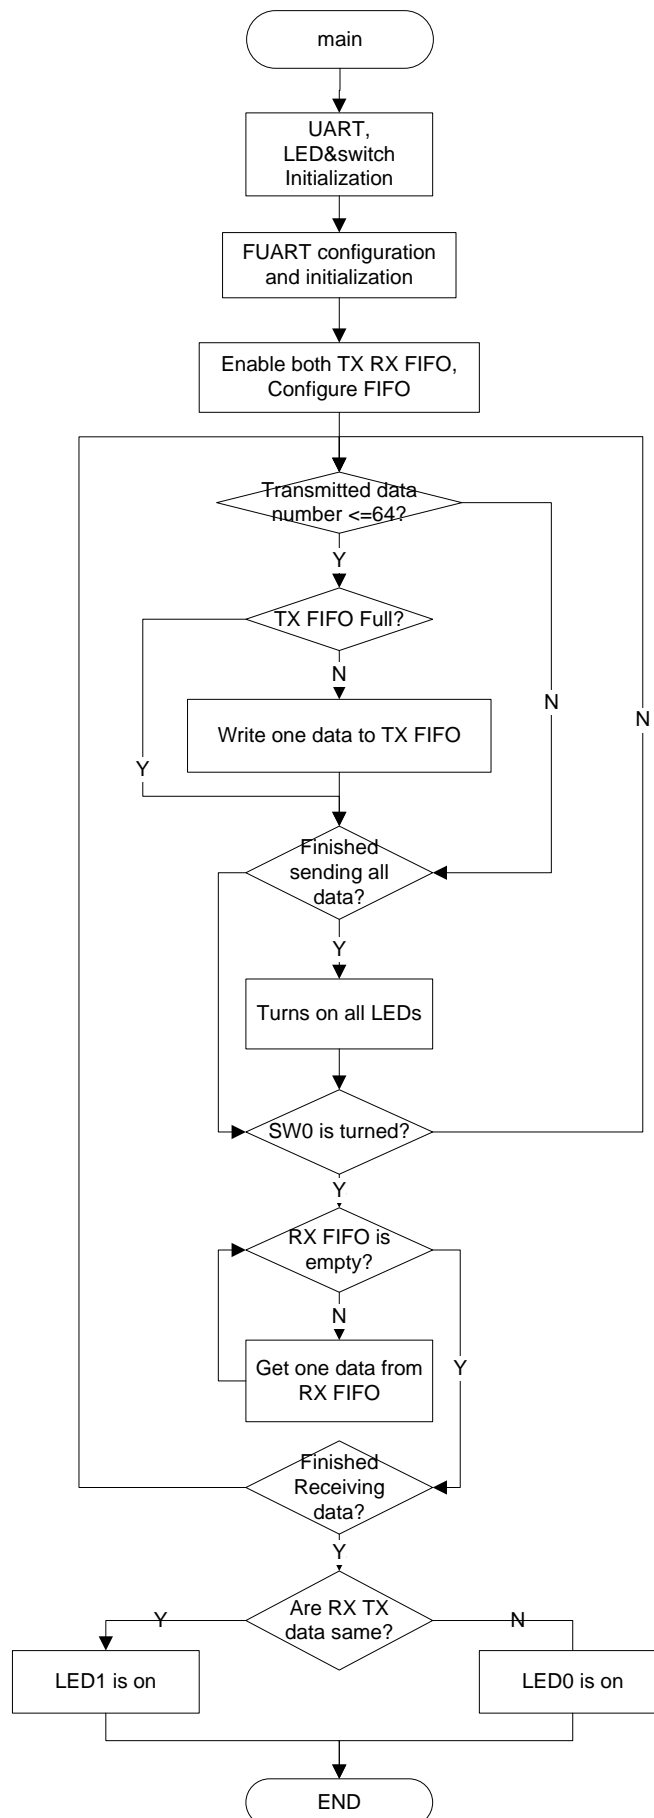 main
UART,
LED&switch
Initialization
FUART configuration
and initialization
Enable both TX RX FIFO,
Configure FIFO
Transmitted data
number <=64?
Y
TX FIFO Full?
N
N
N
Write one data to TX FIFO
Y
Finished
sending all
data?
Y
Turns on all LEDs
SW0 is turned?
Y
RX FIFO is
empty?
N
Get one data from
RX FIFO
Y
Finished
Receiving
data?
Y
Are RX TX
data same?
Y
N
LED1 is on
LED0 is on
END